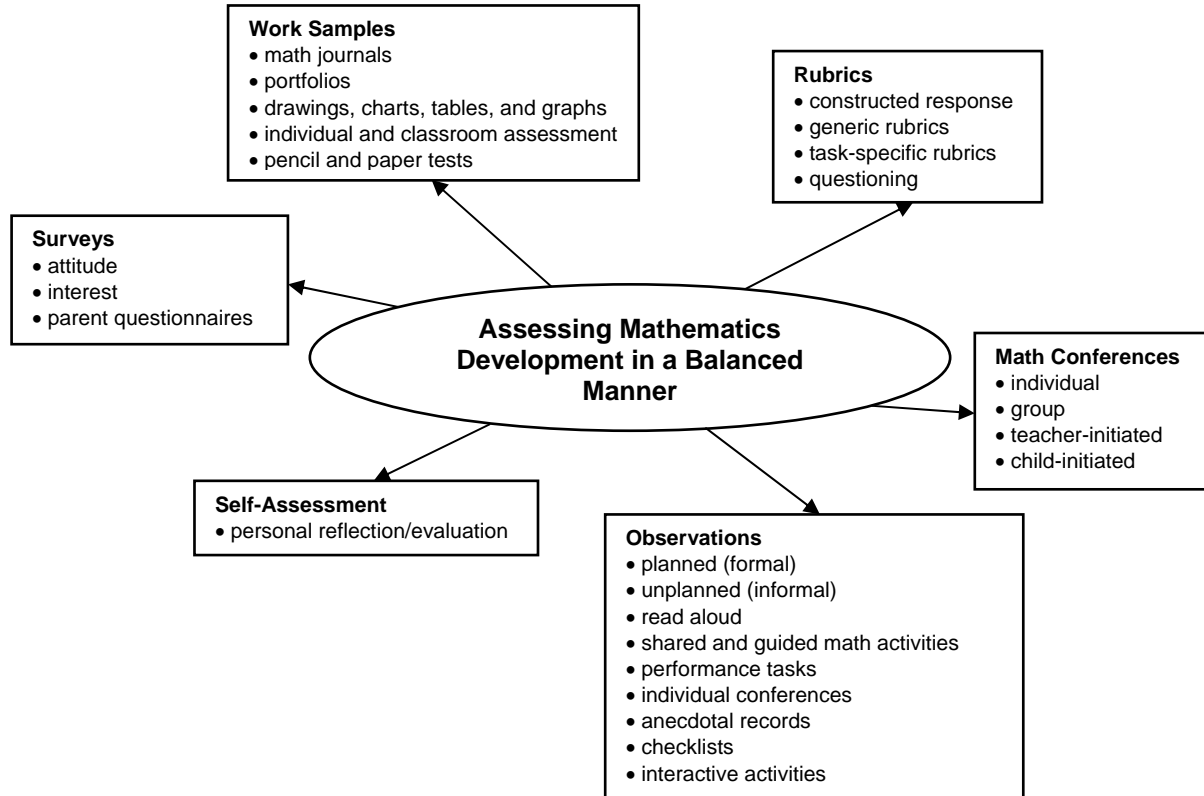 Work Samples
• math journals
• portfolios
• drawings, charts, tables, and graphs
• individual and classroom assessment
• pencil and paper tests
Rubrics
• constructed response
• generic rubrics
• task-specific rubrics
• questioning
Surveys
• attitude
• interest
• parent questionnaires
Assessing Mathematics
Development in a Balanced
Manner
Math Conferences
• individual
• group
• teacher-initiated
• child-initiated
Self-Assessment
• personal reflection/evaluation
Observations
• planned (formal)
• unplanned (informal)
• read aloud
• shared and guided math activities
• performance tasks
• individual conferences
• anecdotal records
• checklists
• interactive activities